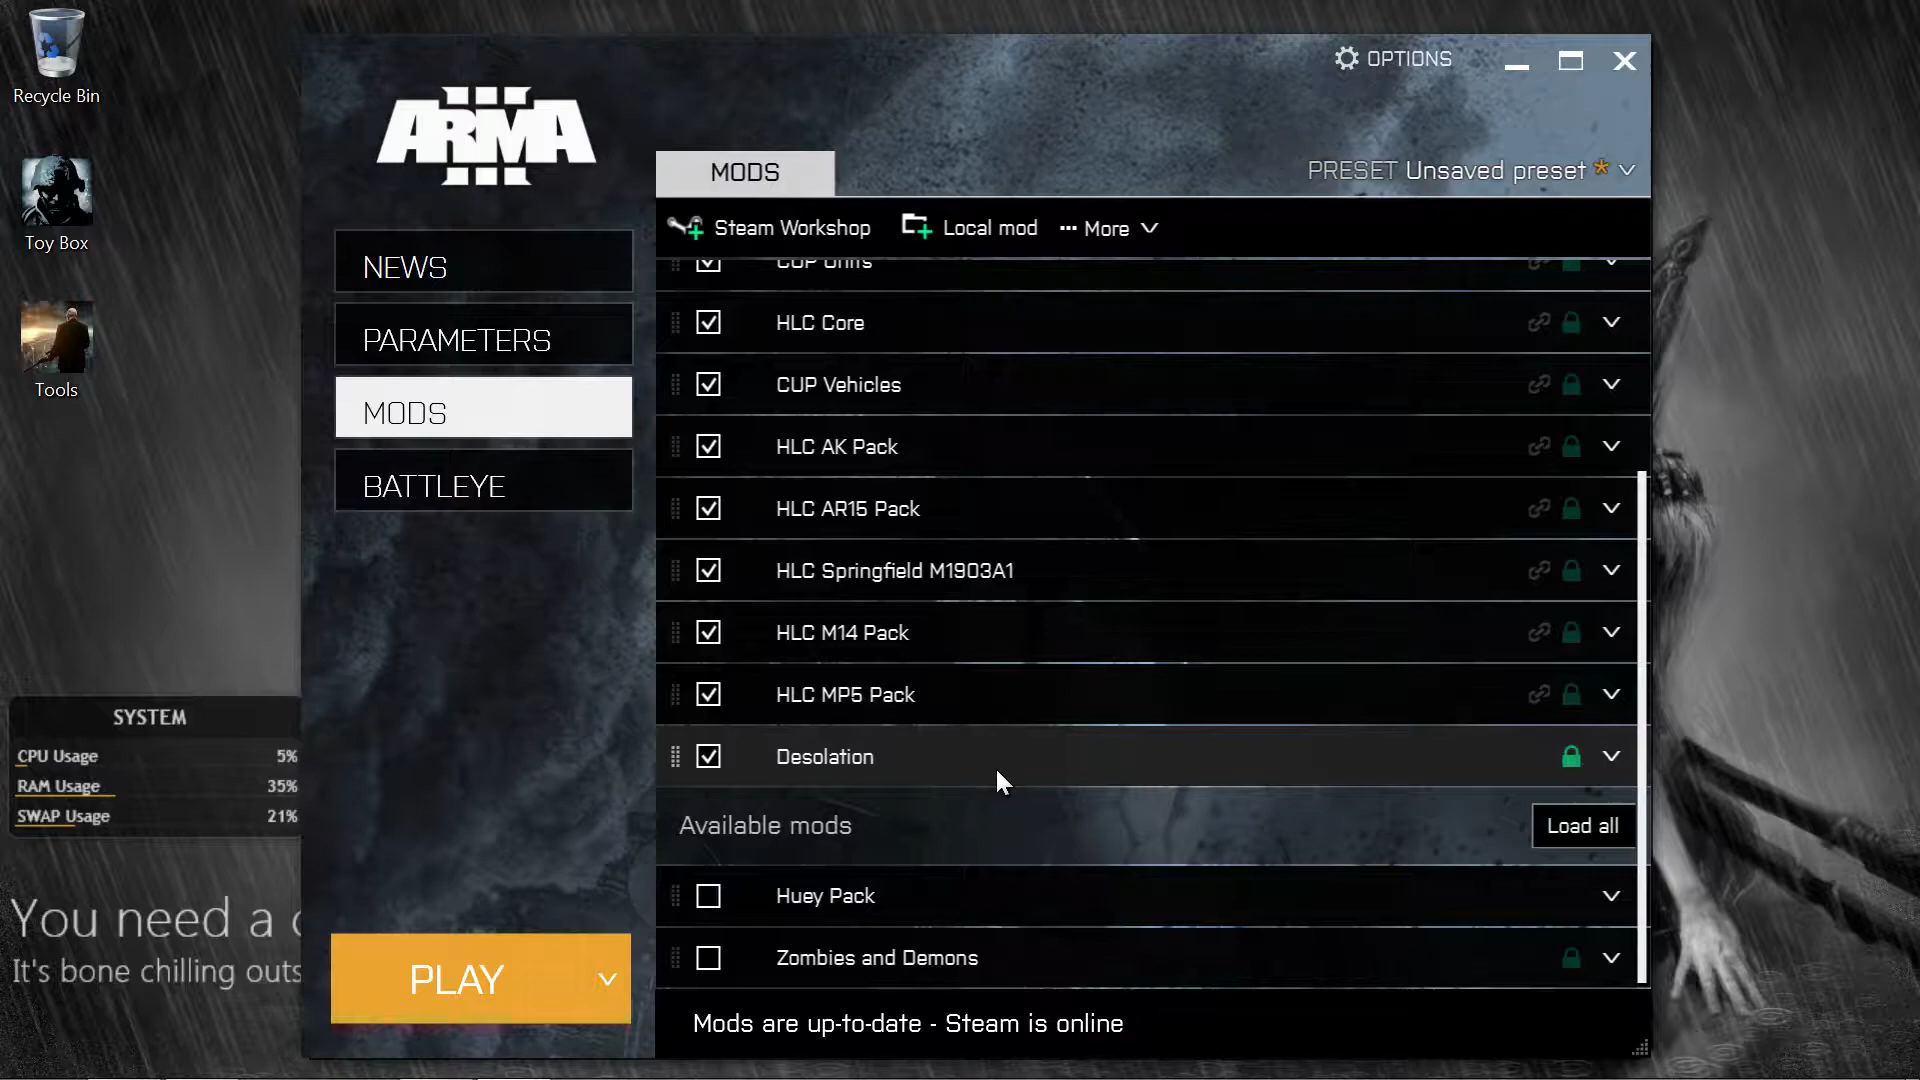 Recycle Bin
Toy Box
Tools
SYSTEM
CPU Usage 5%
RAM Usage 35%
SWAP Usage 21%
You need a
It's bone chilling outs
OPTIONS
ARMA
III
NEWS
PARAMETERS
MODS
BATTLEYE
PLAY
MODS
PRESET Unsaved preset *
Steam Workshop Local mod ··· More
CUP Units
HLC Core
CUP Vehicles
HLC AK Pack
HLC AR15 Pack
HLC Springfield M1903A1
HLC M14 Pack
HLC MP5 Pack
Desolation
Available mods Load all
Huey Pack
Zombies and Demons
Mods are up-to-date - Steam is online